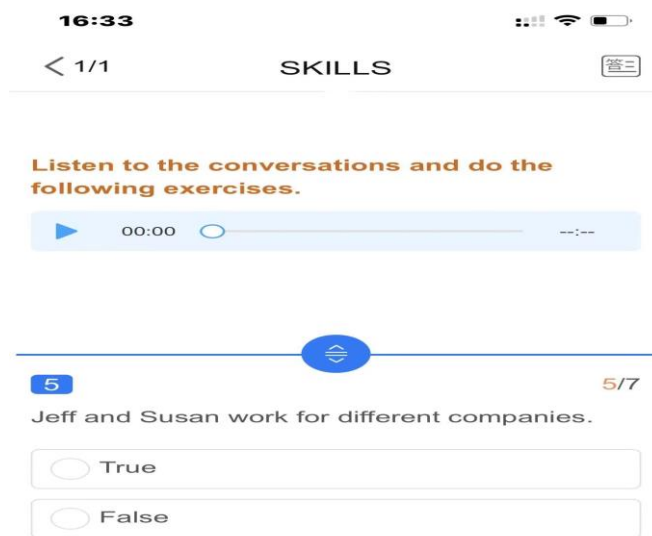 16:33
1/1
SKILLS
答
Listen to the conversations and do the
following exercises.
00:00
--:--
5
5/7
Jeff and Susan work for different companies.
True
False